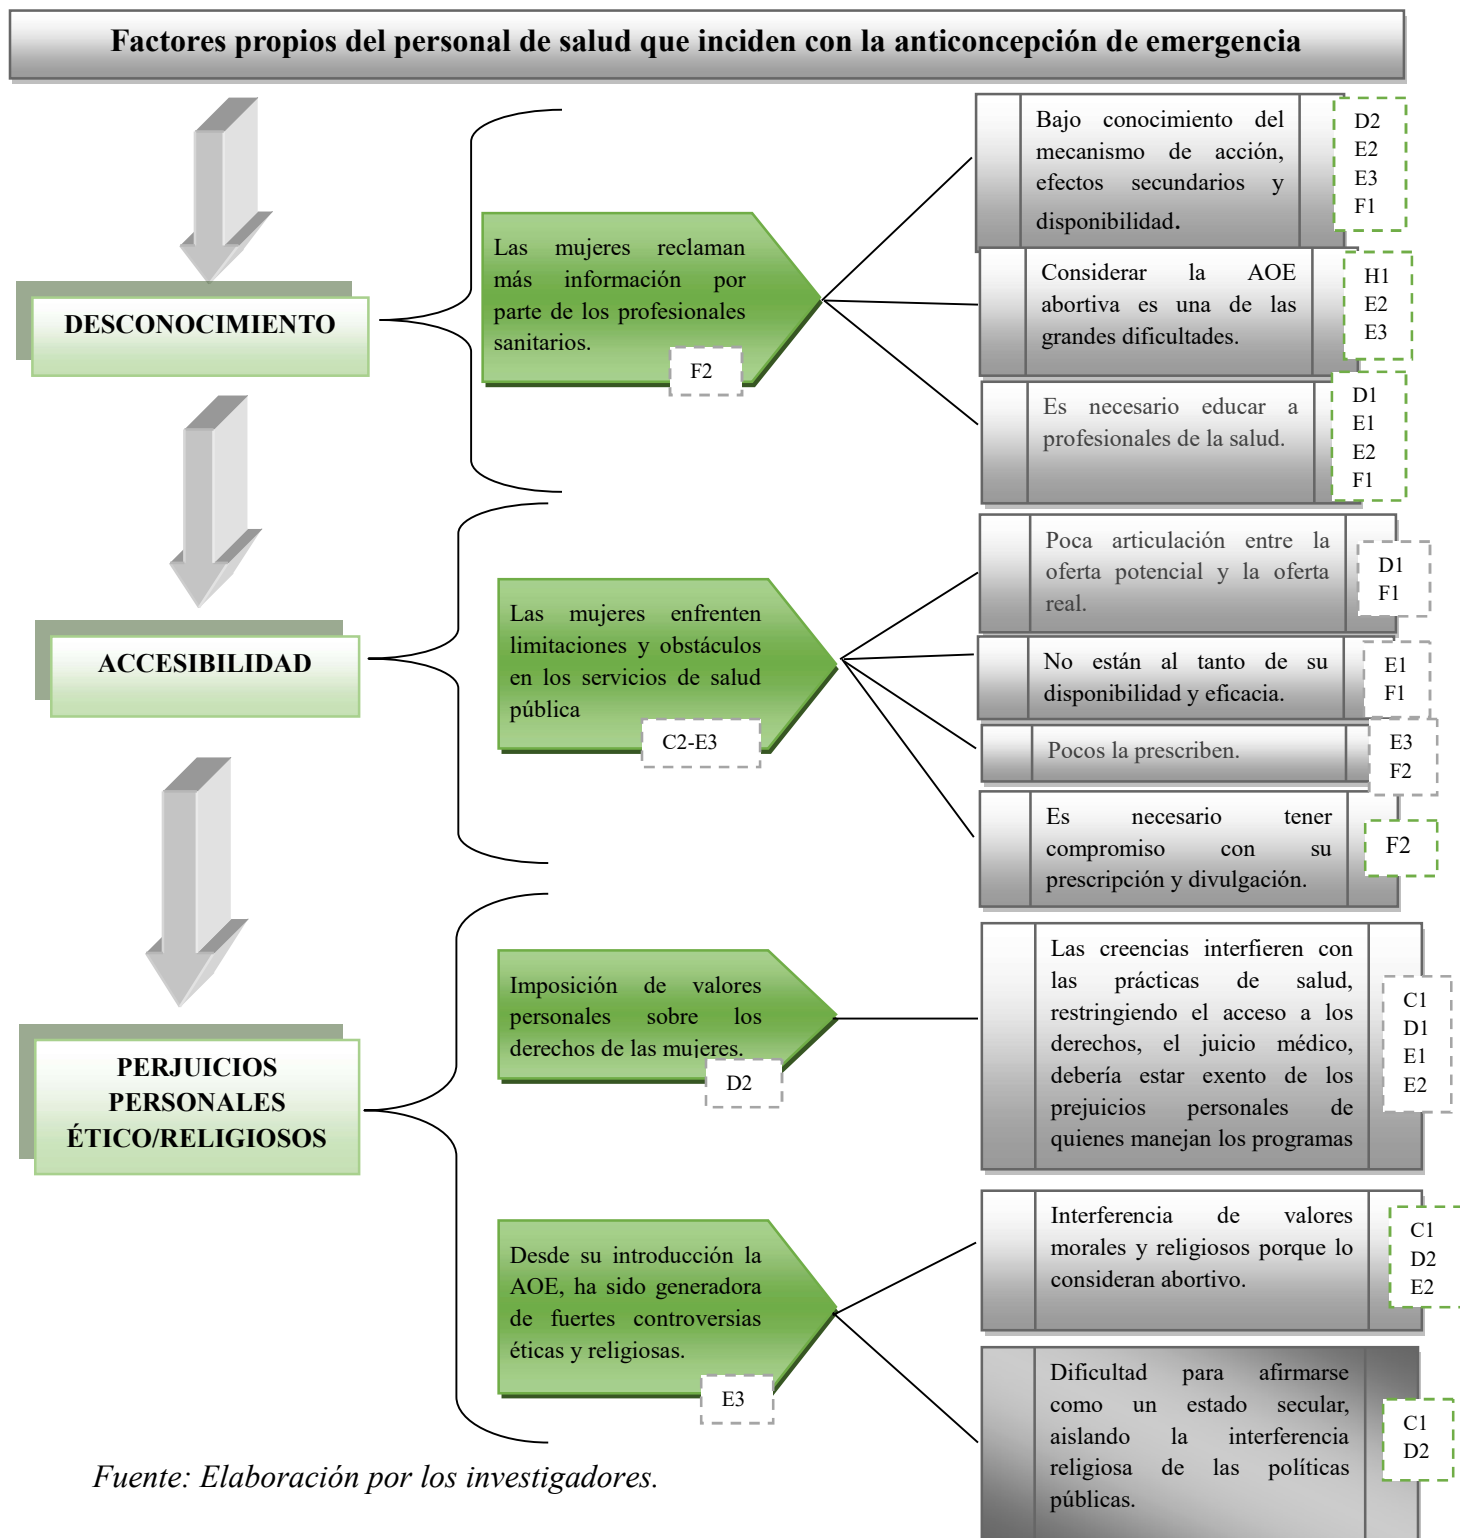 Factores propios del personal de salud que inciden con la anticoncepción de emergencia
DESCONOCIMIENTO
Las mujeres reclaman
más información por
parte de los profesionales
sanitarios.
F2
Bajo conocimiento del
mecanismo de acción,
efectos secundarios y
disponibilidad.
D2
E2
E3
F1
Considerar la AOE
abortiva es una de las
grandes dificultades.
H1
E2
E3
Es necesario educar a
profesionales de la salud.
D1
E1
E2
F1
ACCESIBILIDAD
Las mujeres enfrenten
limitaciones y obstáculos
en los servicios de salud
pública
C2-E3
Poca articulación entre la
oferta potencial y la oferta
real.
D1
F1
No están al tanto de su
disponibilidad y eficacia.
E1
F1
Pocos la prescriben.
E3
F2
Es necesario tener
compromiso con su
prescripción y divulgación.
F2
PERJUICIOS
PERSONALES
ÉTICO/RELIGIOSOS
Imposición de valores
personales sobre los
derechos de las mujeres.
D2
Las creencias interfieren con
las prácticas de salud,
restringiendo el acceso a los
derechos, el juicio médico,
debería estar exento de los
prejuicios personales de
quienes manejan los programas
C1
D1
E1
E2
Desde su introducción la
AOE, ha sido generadora
de fuertes controversias
éticas y religiosas.
E3
Interferencia de valores
morales y religiosos porque lo
consideran abortivo.
C1
D2
E2
Dificultad para afirmarse
como un estado secular,
aislando la interferencia
religiosa de las políticas
públicas.
C1
D2
Fuente: Elaboración por los investigadores.